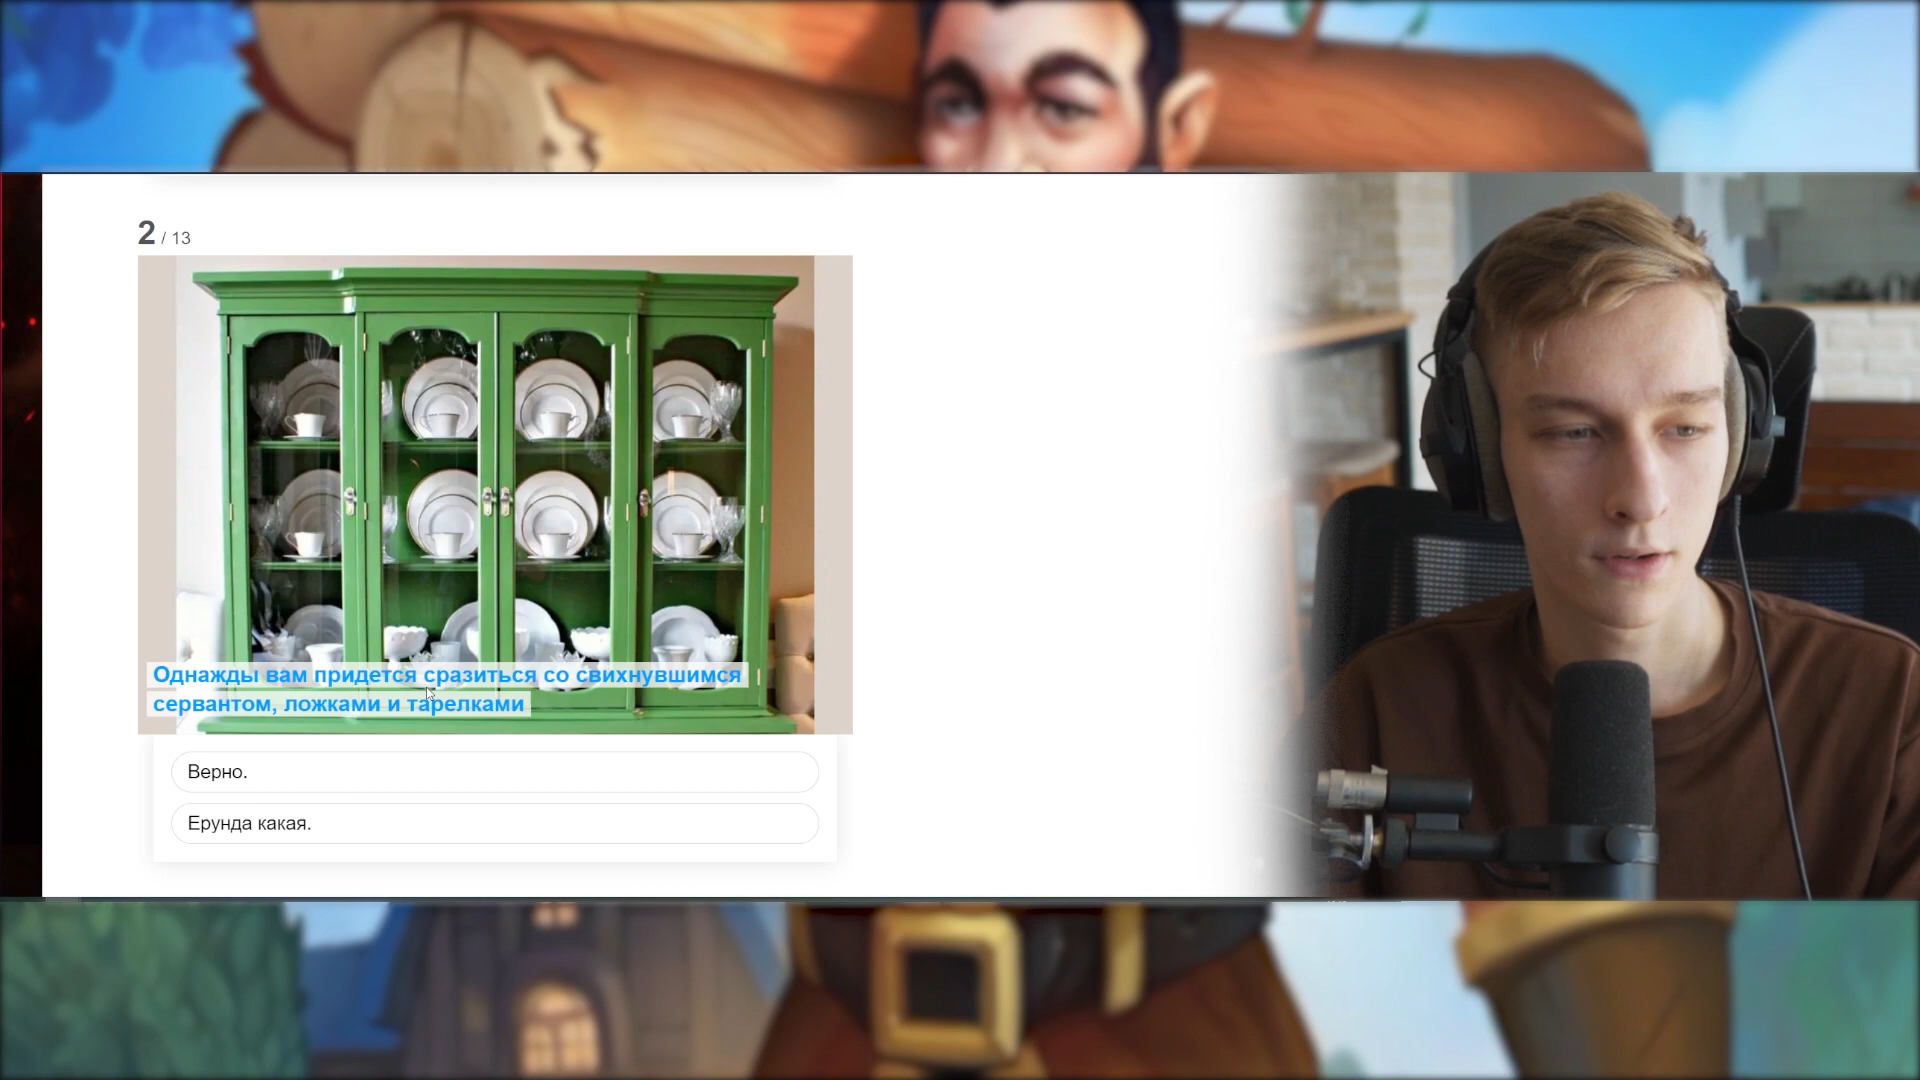 2 / 13
Однажды вам придется сразиться со свихнувшимся
сервантом, ложками и тарелками
Верно.
Ерунда какая.